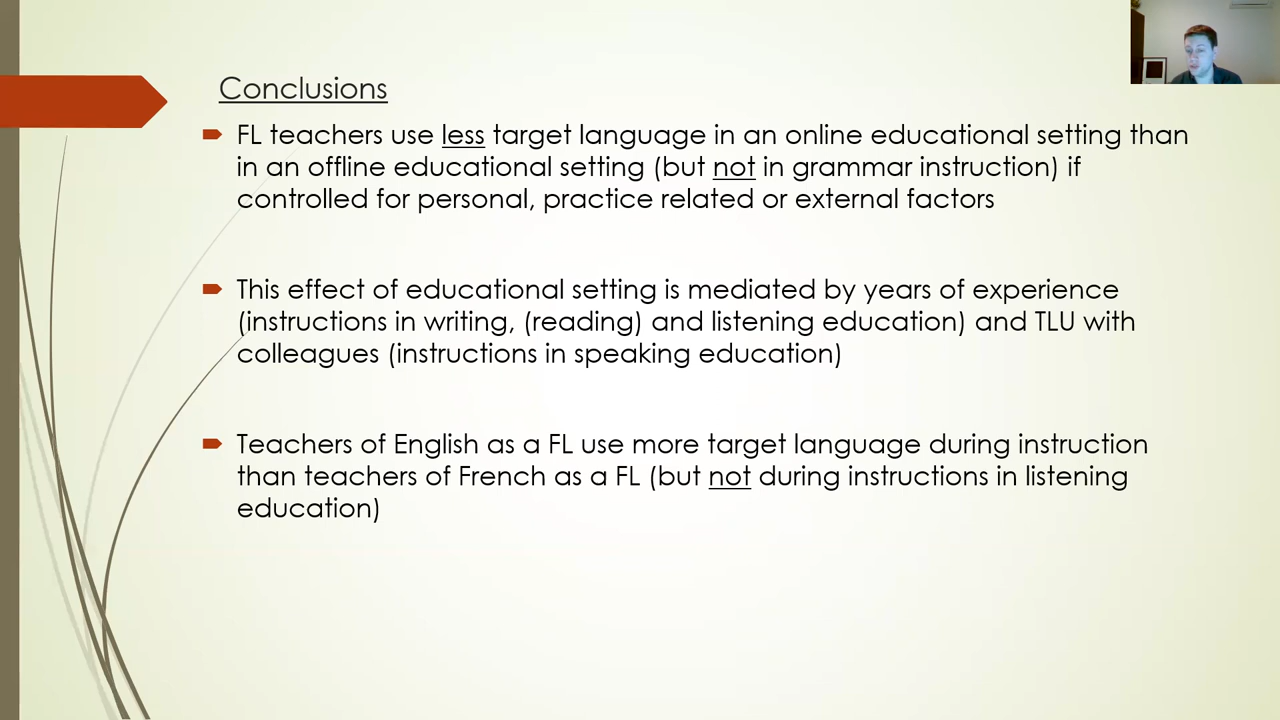 Conclusions
FL teachers use less target language in an online educational setting than
in an offline educational setting (but not in grammar instruction) if
controlled for personal, practice related or external factors
This effect of educational setting is mediated by years of experience
(instructions in writing, (reading) and listening education) and TLU with
colleagues (instructions in speaking education)
Teachers of English as a FL use more target language during instruction
than teachers of French as a FL (but not during instructions in listening
education)